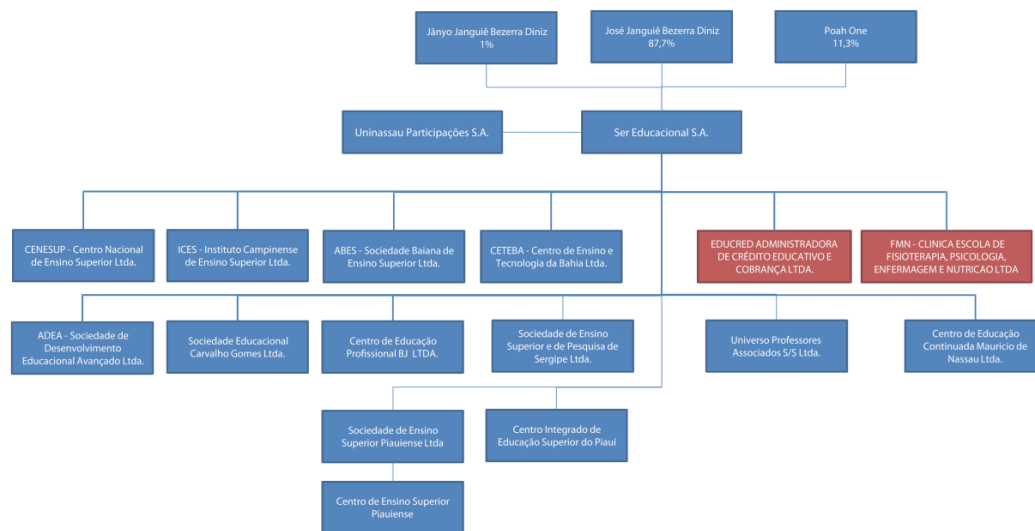 Jânyo Janguiê Bezerra Diniz
1%
José Janguiê Bezerra Diniz
87,7%
Poah One
11,3%
Uninassau Participações S.A.
Ser Educacional S.A.
CENESUP - Centro Nacional
de Ensino Superior Ltda.
ICES - Instituto Campinense
de Ensino Superior Ltda.
ABES - Sociedade Baiana de
Ensino Superior Ltda.
CETEBA - Centro de Ensino e
Tecnologia da Bahia Ltda.
EDUCRED ADMINISTRADORA
DE CRÉDITO EDUCATIVO E
COBRANÇA LTDA.
FMN - CLINICA ESCOLA DE
FISIOTERAPIA, PSICOLOGIA,
ENFERMAGEM E NUTRICAO LTDA
ADEA - Sociedade de
Desenvolvimento
Educacional Avançado Ltda.
Sociedade Educacional
Carvalho Gomes Ltda.
Centro de Educação
Profissional BJ LTDA.
Sociedade de Ensino
Superior e de Pesquisa de
Sergipe Ltda.
Universo Professores
Associados S/S Ltda.
Centro de Educação
Continuada Mauricio de
Nassau Ltda.
Sociedade de Ensino
Superior Piauiense Ltda
Centro Integrado de
Educação Superior do Piauí
Centro de Ensino Superior
Piauiense